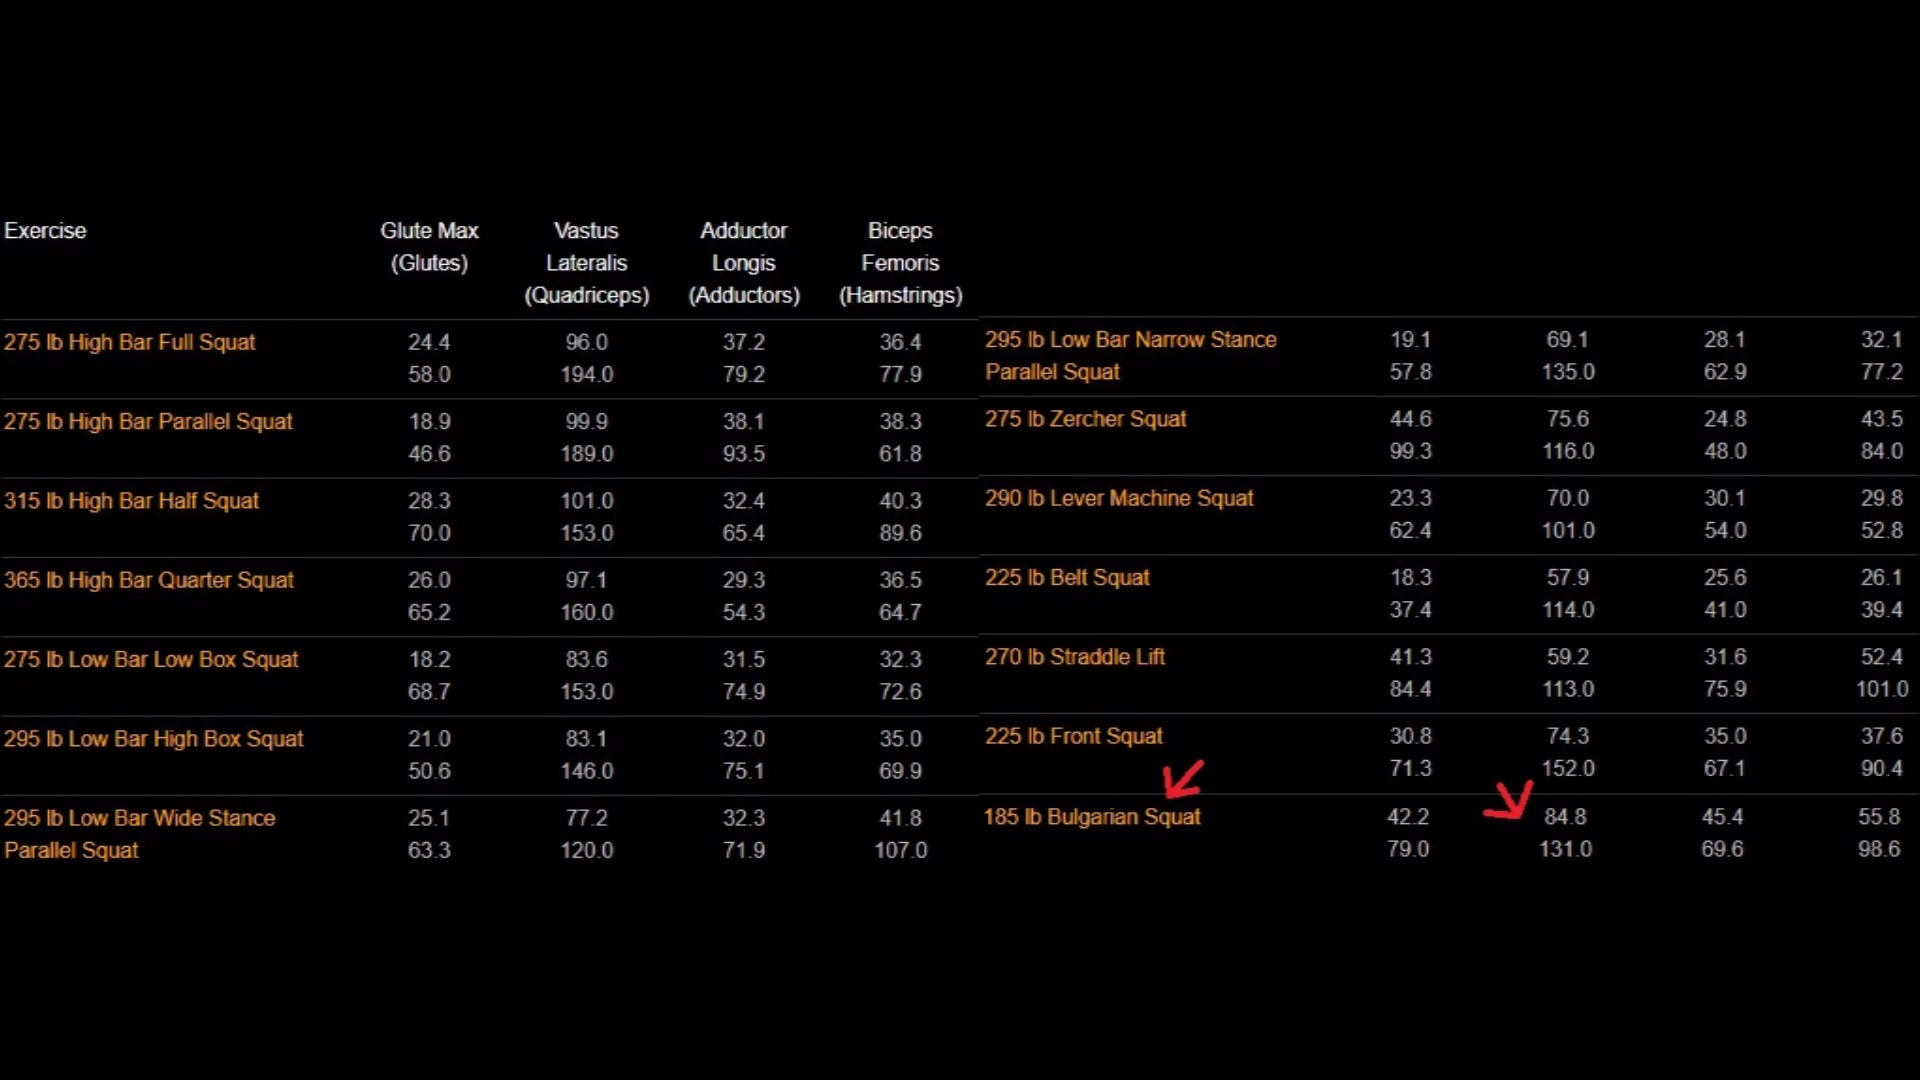 Exercise Glute Max Vastus Adductor Biceps
(Glutes) Lateralis Longis Femoris
(Quadriceps) (Adductors) (Hamstrings)
275 lb High Bar Full Squat 24.4 96.0 37.2 36.4
58.0 194.0 79.2 77.9
275 lb High Bar Parallel Squat 18.9 99.9 38.1 38.3
46.6 189.0 93.5 61.8
315 lb High Bar Half Squat 28.3 101.0 32.4 40.3
70.0 153.0 65.4 89.6
365 lb High Bar Quarter Squat 26.0 97.1 29.3 36.5
65.2 160.0 54.3 64.7
275 lb Low Bar Low Box Squat 18.2 83.6 31.5 32.3
68.7 153.0 74.9 72.6
295 lb Low Bar High Box Squat 21.0 83.1 32.0 35.0
50.6 146.0 75.1 69.9
295 lb Low Bar Wide Stance 25.1 77.2 32.3 41.8
Parallel Squat 63.3 120.0 71.9 107.0
295 lb Low Bar Narrow Stance 19.1 69.1 28.1 32.1
Parallel Squat 57.8 135.0 62.9 77.2
275 lb Zercher Squat 44.6 75.6 24.8 43.5
99.3 116.0 48.0 84.0
290 lb Lever Machine Squat 23.3 70.0 30.1 29.8
62.4 101.0 54.0 52.8
225 lb Belt Squat 18.3 57.9 25.6 26.1
37.4 114.0 41.0 39.4
270 lb Straddle Lift 41.3 59.2 31.6 52.4
84.4 113.0 75.9 101.0
225 lb Front Squat 30.8 74.3 35.0 37.6
71.3 152.0 67.1 90.4
185 lb Bulgarian Squat 42.2 84.8 45.4 55.8
79.0 131.0 69.6 98.6